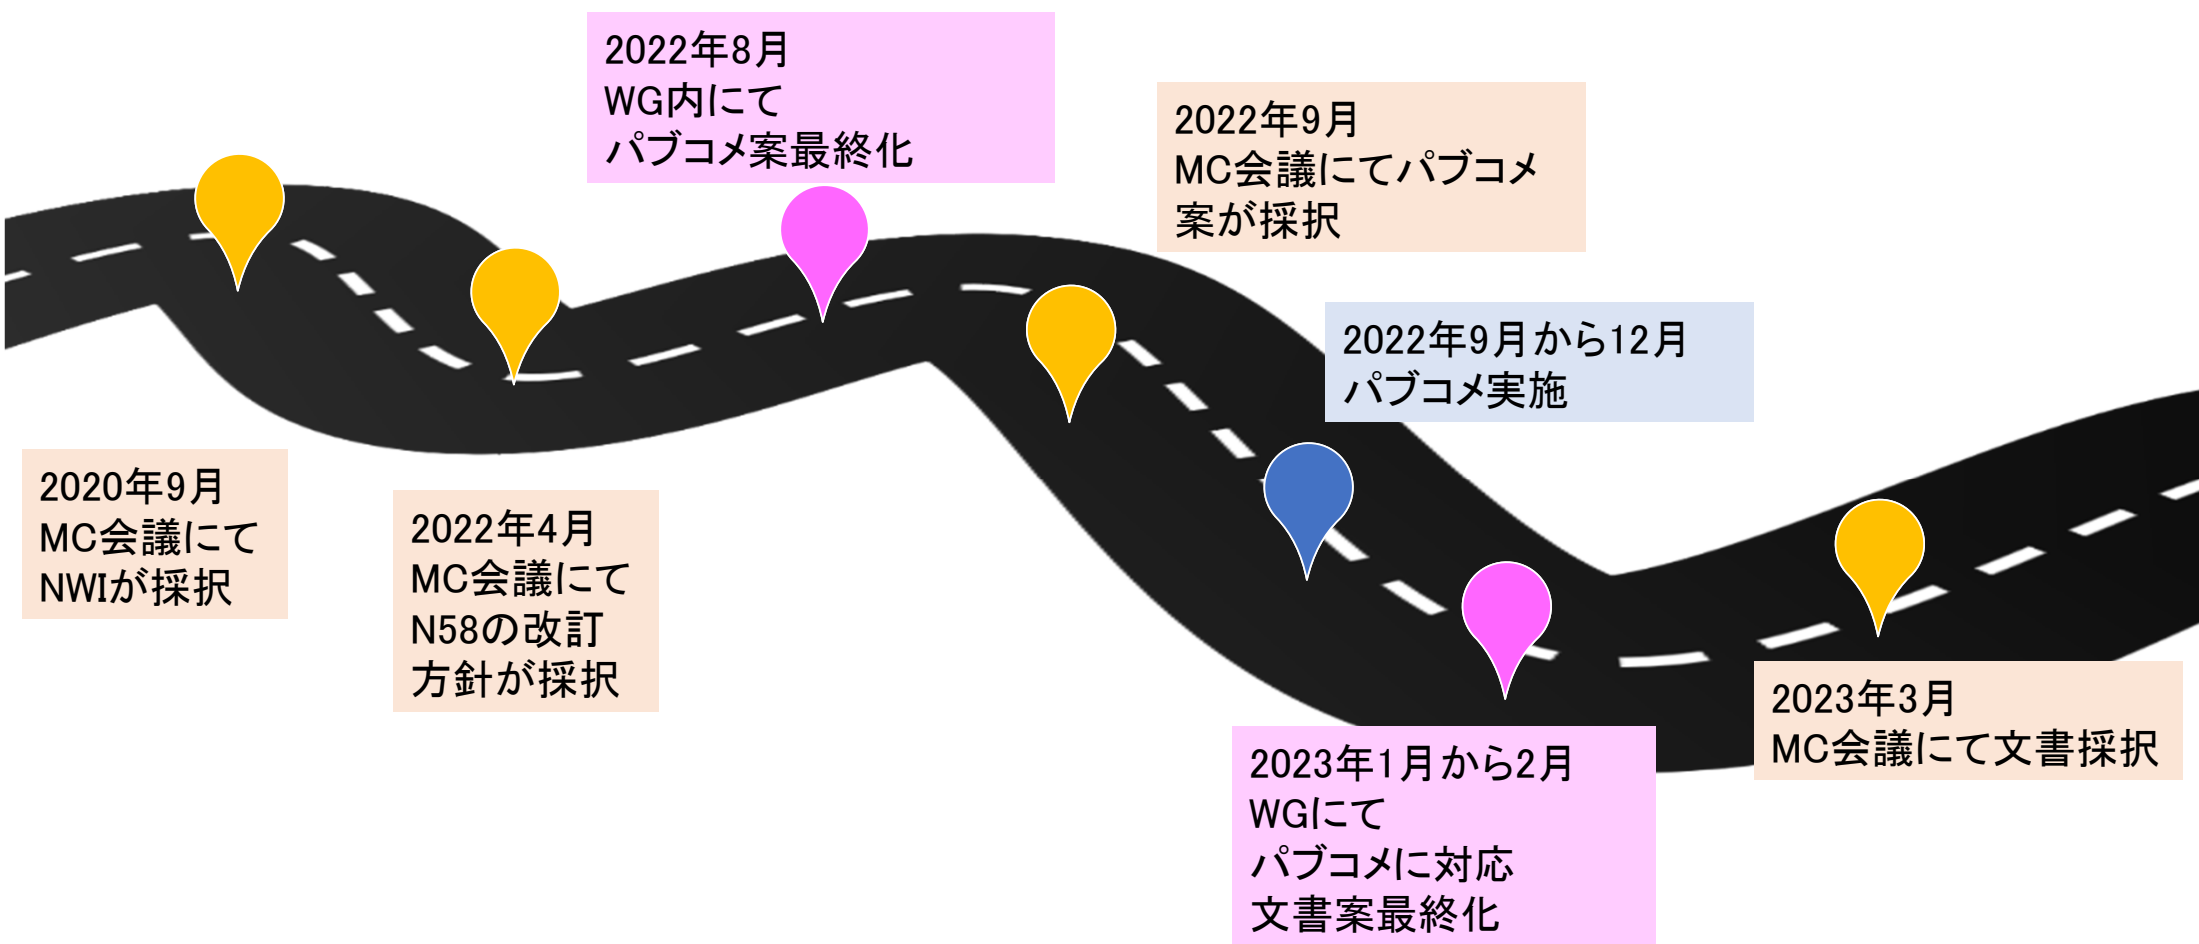 2022年8月
WG内にて
パブコメ案最終化
2022年9月
MC会議にてパブコメ
案が採択
2022年9月から12月
パブコメ実施
2020年9月
MC会議にて
NWIが採択
2022年4月
MC会議にて
N58の改訂
方針が採択
2023年1月から2月
WGにて
パブコメに対応
文書案最終化
2023年3月
MC会議にて文書採択